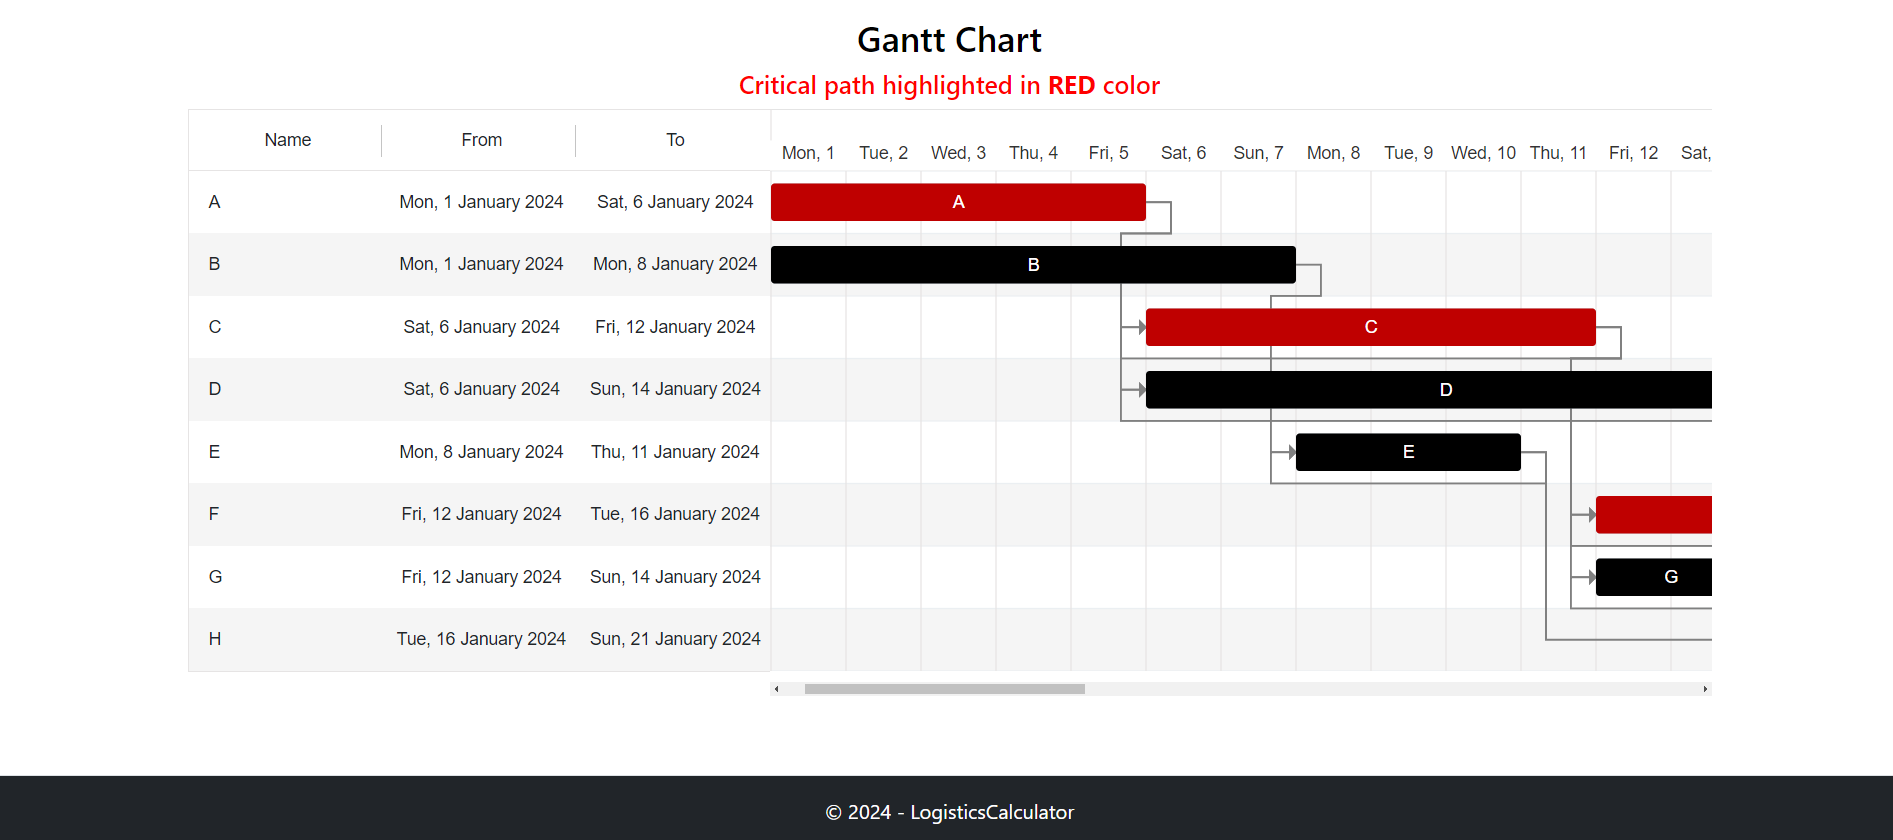 Gantt Chart
Critical path highlighted in RED color
Name From To
Mon, 1 Tue, 2 Wed, 3 Thu, 4 Fri, 5 Sat, 6 Sun, 7 Mon, 8 Tue, 9 Wed, 10 Thu, 11 Fri, 12 Sat,
A Mon, 1 January 2024 Sat, 6 January 2024 A
B Mon, 1 January 2024 Mon, 8 January 2024 B
C Sat, 6 January 2024 Fri, 12 January 2024 C
D Sat, 6 January 2024 Sun, 14 January 2024 D
E Mon, 8 January 2024 Thu, 11 January 2024 E
F Fri, 12 January 2024 Tue, 16 January 2024
G Fri, 12 January 2024 Sun, 14 January 2024 G
H Tue, 16 January 2024 Sun, 21 January 2024
© 2024 - LogisticsCalculator